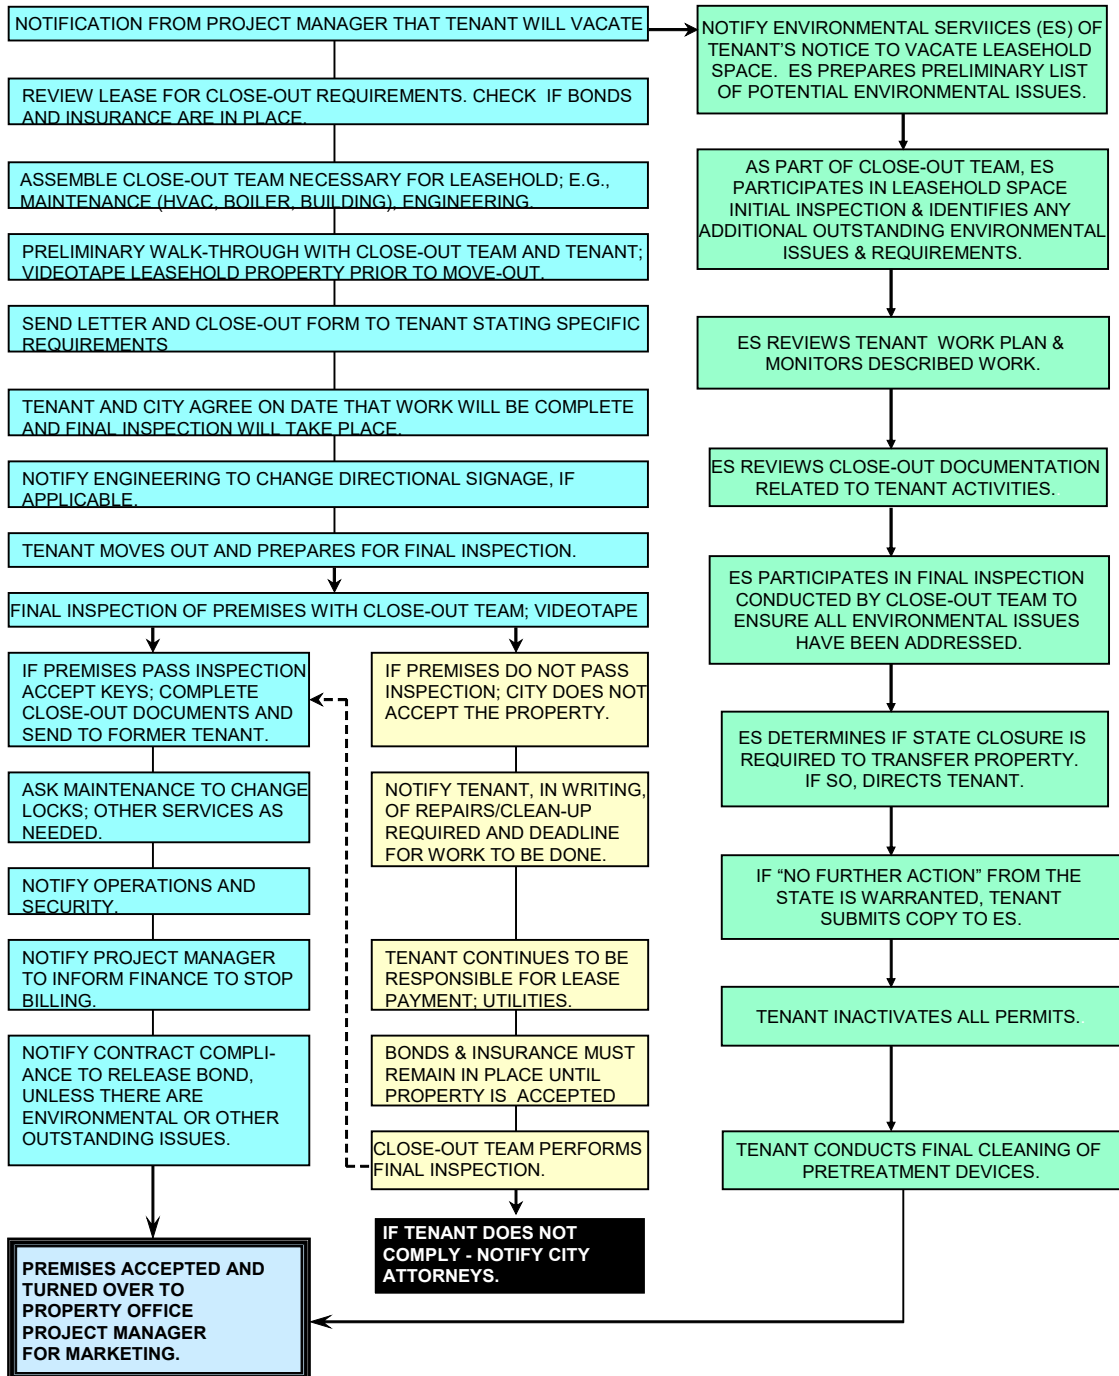 NOTIFICATION FROM PROJECT MANAGER THAT TENANT WILL VACATE
REVIEW LEASE FOR CLOSE-OUT REQUIREMENTS. CHECK IF BONDS
AND INSURANCE ARE IN PLACE.
ASSEMBLE CLOSE-OUT TEAM NECESSARY FOR LEASEHOLD; E.G.,
MAINTENANCE (HVAC, BOILER, BUILDING), ENGINEERING.
PRELIMINARY WALK-THROUGH WITH CLOSE-OUT TEAM AND TENANT;
VIDEOTAPE LEASEHOLD PROPERTY PRIOR TO MOVE-OUT.
SEND LETTER AND CLOSE-OUT FORM TO TENANT STATING SPECIFIC
REQUIREMENTS
TENANT AND CITY AGREE ON DATE THAT WORK WILL BE COMPLETE
AND FINAL INSPECTION WILL TAKE PLACE.
NOTIFY ENGINEERING TO CHANGE DIRECTIONAL SIGNAGE, IF
APPLICABLE.
TENANT MOVES OUT AND PREPARES FOR FINAL INSPECTION.
FINAL INSPECTION OF PREMISES WITH CLOSE-OUT TEAM; VIDEOTAPE
IF PREMISES PASS INSPECTION
ACCEPT KEYS; COMPLETE
CLOSE-OUT DOCUMENTS AND
SEND TO FORMER TENANT.
ASK MAINTENANCE TO CHANGE
LOCKS; OTHER SERVICES AS
NEEDED.
NOTIFY OPERATIONS AND
SECURITY.
NOTIFY PROJECT MANAGER
TO INFORM FINANCE TO STOP
BILLING.
NOTIFY CONTRACT COMPLI-
ANCE TO RELEASE BOND,
UNLESS THERE ARE
ENVIRONMENTAL OR OTHER
OUTSTANDING ISSUES.
PREMISES ACCEPTED AND
TURNED OVER TO
PROPERTY OFFICE
PROJECT MANAGER
FOR MARKETING.
IF PREMISES DO NOT PASS
INSPECTION; CITY DOES NOT
ACCEPT THE PROPERTY.
NOTIFY TENANT, IN WRITING,
OF REPAIRS/CLEAN-UP
REQUIRED AND DEADLINE
FOR WORK TO BE DONE.
TENANT CONTINUES TO BE
RESPONSIBLE FOR LEASE
PAYMENT; UTILITIES.
BONDS & INSURANCE MUST
REMAIN IN PLACE UNTIL
PROPERTY IS ACCEPTED
CLOSE-OUT TEAM PERFORMS
FINAL INSPECTION.
IF TENANT DOES NOT
COMPLY - NOTIFY CITY
ATTORNEYS.
NOTIFY ENVIRONMENTAL SERVIICES (ES) OF
TENANT'S NOTICE TO VACATE LEASEHOLD
SPACE. ES PREPARES PRELIMINARY LIST
OF POTENTIAL ENVIRONMENTAL ISSUES.
AS PART OF CLOSE-OUT TEAM, ES
PARTICIPATES IN LEASEHOLD SPACE
INITIAL INSPECTION & IDENTIFIES ANY
ADDITIONAL OUTSTANDING ENVIRONMENTAL
ISSUES & REQUIREMENTS.
ES REVIEWS TENANT WORK PLAN &
MONITORS DESCRIBED WORK.
ES REVIEWS CLOSE-OUT DOCUMENTATION
RELATED TO TENANT ACTIVITIES.
ES PARTICIPATES IN FINAL INSPECTION
CONDUCTED BY CLOSE-OUT TEAM TO
ENSURE ALL ENVIRONMENTAL ISSUES
HAVE BEEN ADDRESSED.
ES DETERMINES IF STATE CLOSURE IS
REQUIRED TO TRANSFER PROPERTY.
IF SO, DIRECTS TENANT.
IF “NO FURTHER ACTION” FROM THE
STATE IS WARRANTED, TENANT
SUBMITS COPY TO ES.
TENANT INACTIVATES ALL PERMITS.
TENANT CONDUCTS FINAL CLEANING OF
PRETREATMENT DEVICES.